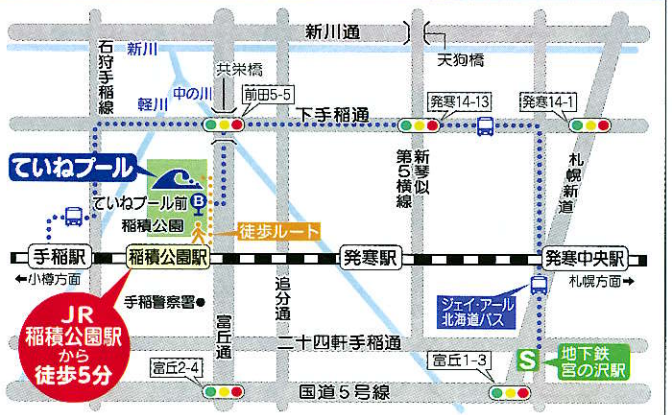 新川通
石狩手稲線
新川
共栄橋
天狗橋
軽川
中の川
前田5-5
発寒14-13
発寒14-1
下手稲通
ていねプール
ていねプール前
B
稲積公園
徒歩ルート
新琴似第5横線
札幌新道
手稲駅
稲積公園駅
発寒駅
発寒中央駅
←小樽方面
札幌方面→
JR
稲積公園駅
から
徒歩5分
手稲警察署
富丘通
追分通
ジェイ・アール
北海道バス
二十四軒手稲通
富丘2-4
富丘1-3
S
地下鉄
宮の沢駅
国道5号線